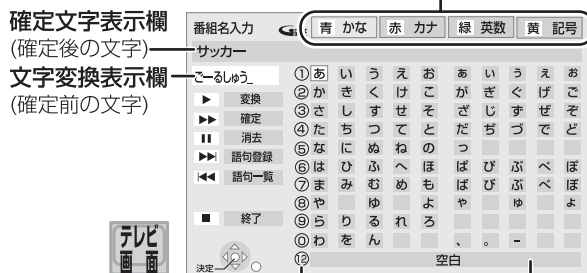 確定文字表示欄
(確定後の文字)
文字変換表示欄
(確定前の文字)
番組名入力 G 青 かな 赤 カナ 緑 英数 黄 記号
サッカー
ごーるしゅう_
▶ 変換
▶▶ 確定
❚❚ 消去
▶▶| 語句登録
|◀◀ 語句一覧
■ 終了
決定
① あ い う え お ぁ ぃ ぅ ぇ ぉ
② か き く け こ が ぎ ぐ げ ご
③ さ し す せ そ ざ じ ず ぜ ぞ
④ た ち つ て と だ ぢ づ で ど
⑤ な に ぬ ね の っ
⑥ は ひ ふ へ ほ ぱ ぴ ぷ ぺ ぽ
⑦ ま み む め も ば び ぶ べ ぼ
⑧ や ゆ よ ゃ ゅ ょ
⑨ ら り る れ ろ
⓪ わ を ん 、 。 ー
⑫ 空白
テレビ
画面